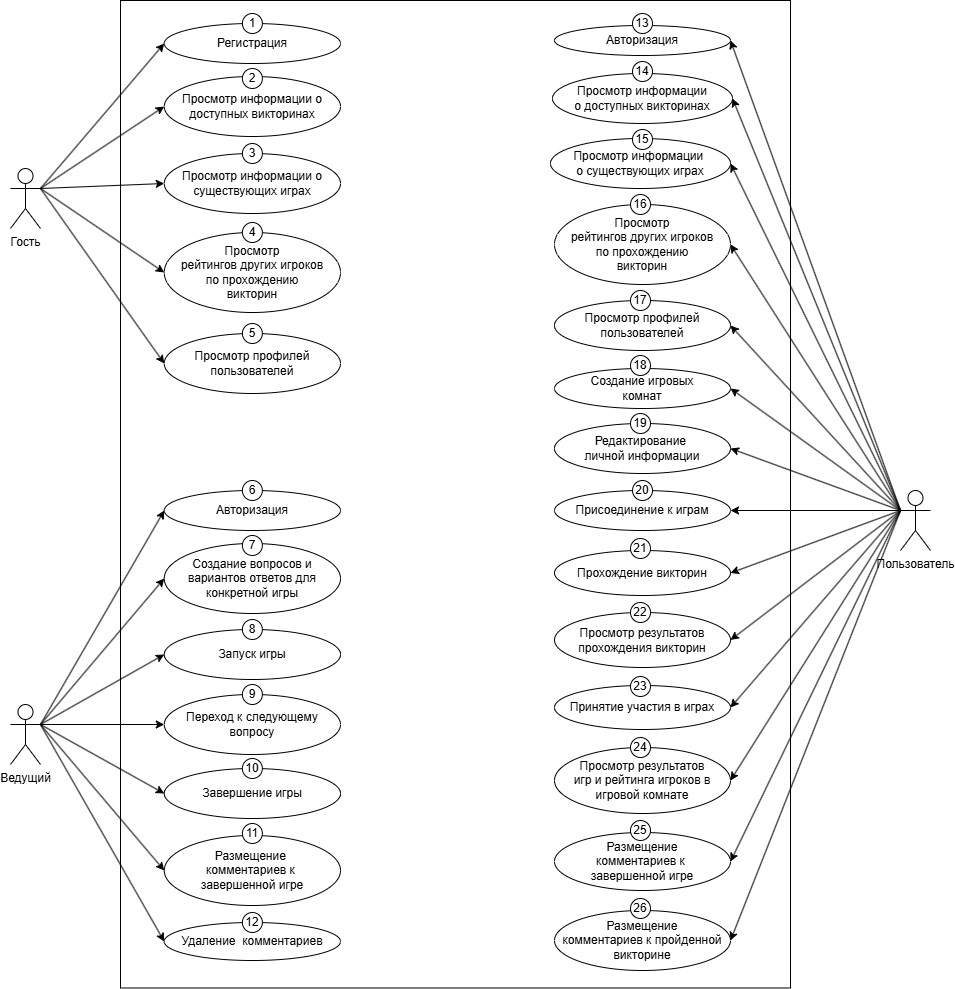 1
Регистрация
2
Просмотр информации о
доступных викторинах
3
Просмотр информации о
существующих играх
4
Просмотр
рейтингов других игроков
по прохождению
викторин
5
Просмотр профилей
пользователей
Гость
6
Авторизация
7
Создание вопросов и
вариантов ответов для
конкретной игры
8
Запуск игры
9
Переход к следующему
вопросу
10
Завершение игры
11
Размещение
комментариев к
завершенной игре
12
Удаление комментариев
Ведущий
13
Авторизация
14
Просмотр информации
о доступных викторинах
15
Просмотр информации
о существующих играх
16
Просмотр
рейтингов других игроков
по прохождению
викторин
17
Просмотр профилей
пользователей
18
Создание игровых
комнат
19
Редактирование
личной информации
20
Присоединение к играм
21
Прохождение викторин
22
Просмотр результатов
прохождения викторин
23
Принятие участия в играх
24
Просмотр результатов
игр и рейтинга игроков в
игровой комнате
25
Размещение
комментариев к
завершенной игре
26
Размещение
комментариев к пройденной
викторине
Пользователь